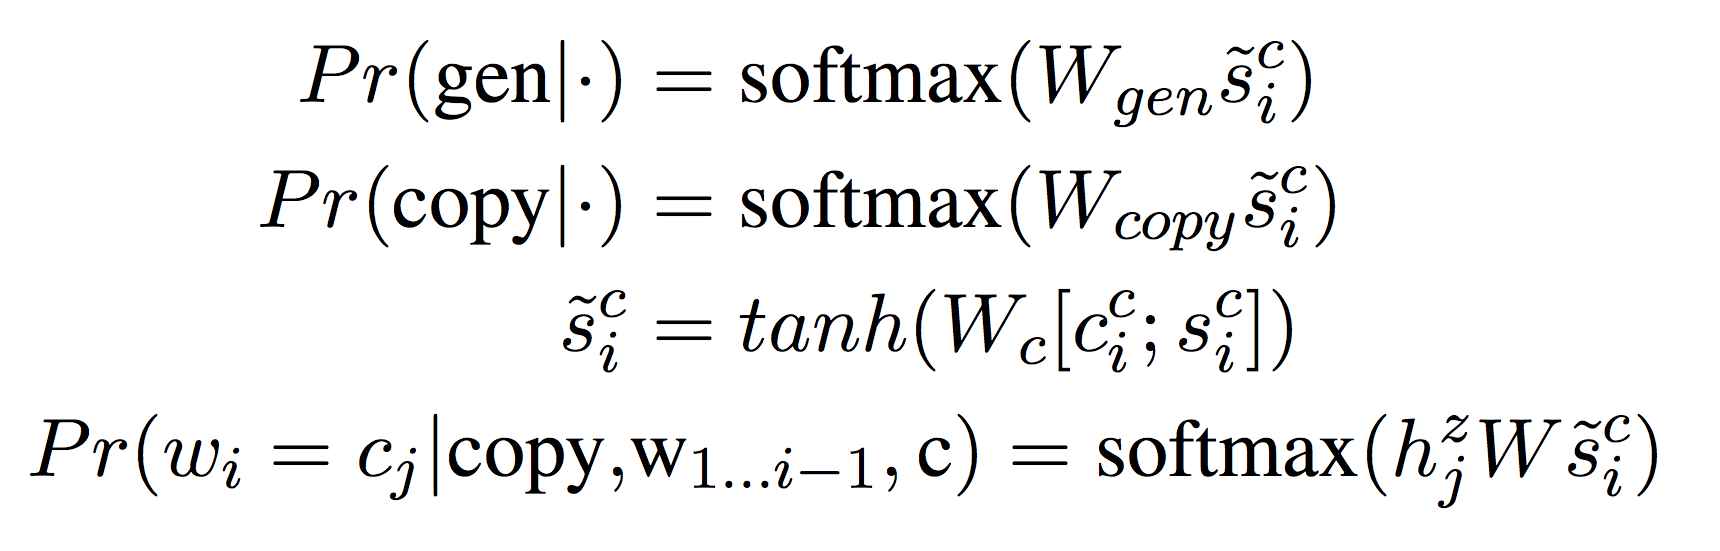 Pr(gen|·) = softmax(W_{gen} \tilde{s}_i^c)
Pr(copy|·) = softmax(W_{copy} \tilde{s}_i^c)
\tilde{s}_i^c = tanh(W_c[c_i^c; s_i^c])
Pr(w_i = c_j|copy,w_{1...i-1}, c) = softmax(h_j^z W \tilde{s}_i^c)